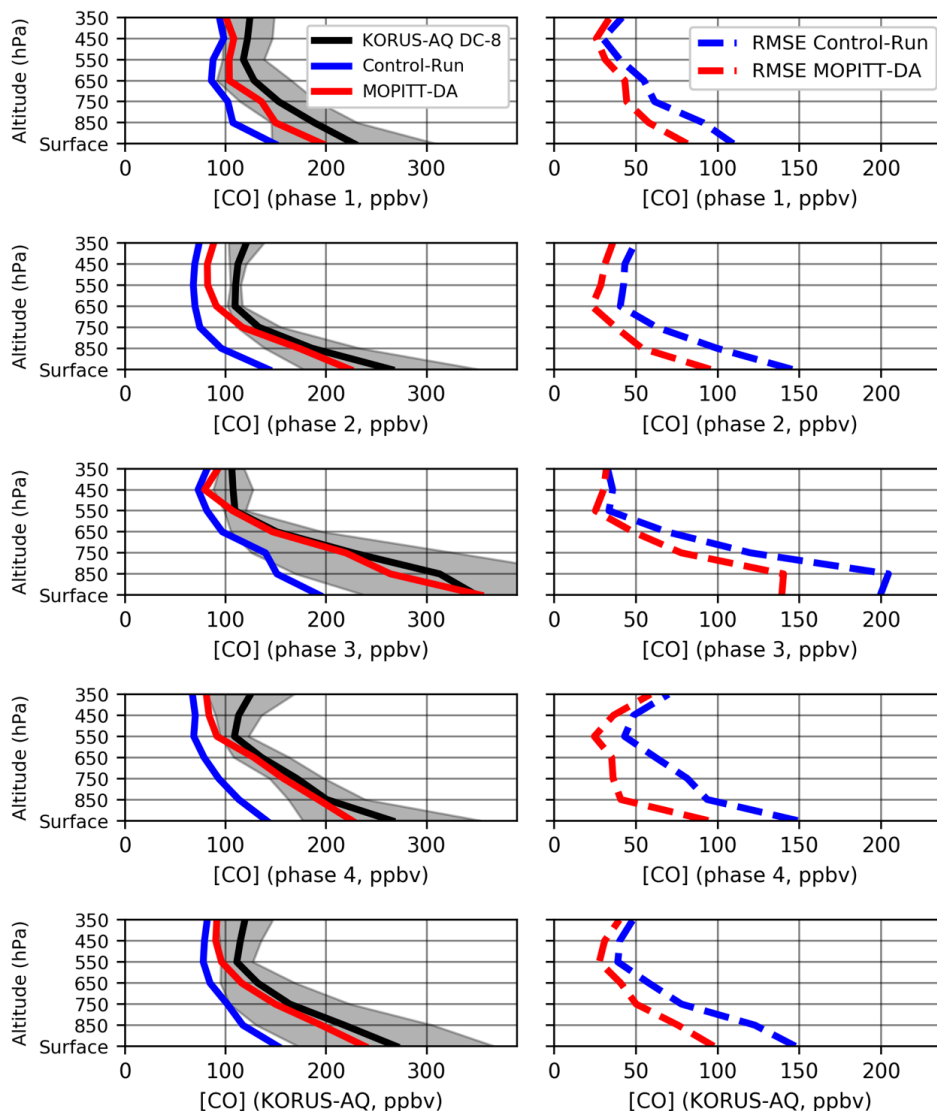 350
450
550
650
750
850
Surface
Altitude (hPa)
KORUS-AQ DC-8
Control-Run
MOPITT-DA
0 100 200 300
[CO] (phase 1, ppbv)
RMSE Control-Run
RMSE MOPITT-DA
0 50 100 150 200
[CO] (phase 1, ppbv)
350
450
550
650
750
850
Surface
Altitude (hPa)
0 100 200 300
[CO] (phase 2, ppbv)
0 50 100 150 200
[CO] (phase 2, ppbv)
350
450
550
650
750
850
Surface
Altitude (hPa)
0 100 200 300
[CO] (phase 3, ppbv)
0 50 100 150 200
[CO] (phase 3, ppbv)
350
450
550
650
750
850
Surface
Altitude (hPa)
0 100 200 300
[CO] (phase 4, ppbv)
0 50 100 150 200
[CO] (phase 4, ppbv)
350
450
550
650
750
850
Surface
Altitude (hPa)
0 100 200 300
[CO] (KORUS-AQ, ppbv)
0 50 100 150 200
[CO] (KORUS-AQ, ppbv)